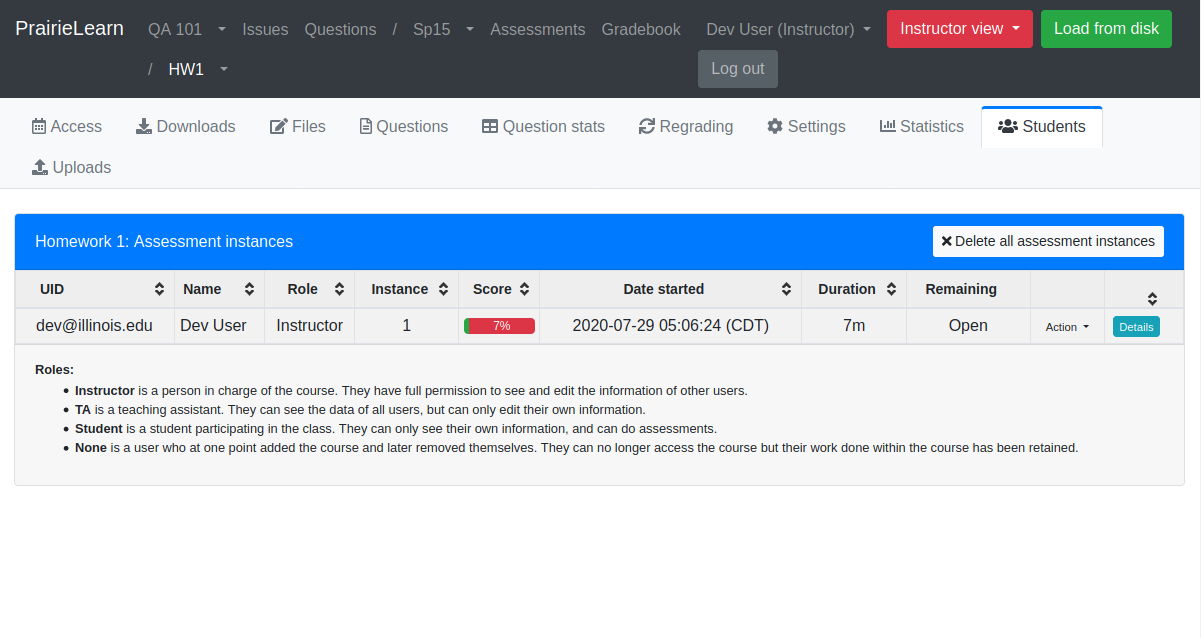 PrairieLearn QA 101 Issues Questions / Sp15 Assessments Gradebook Dev User (Instructor) Instructor view Load from disk
/ HW1 Log out
Access Downloads Files Questions Question stats Regrading Settings Statistics Students
Uploads
Homework 1: Assessment instances Delete all assessment instances
UID Name Role Instance Score Date started Duration Remaining
dev@illinois.edu Dev User Instructor 1 7% 2020-07-29 05:06:24 (CDT) 7m Open Action Details
Roles:
• Instructor is a person in charge of the course. They have full permission to see and edit the information of other users.
• TA is a teaching assistant. They can see the data of all users, but can only edit their own information.
• Student is a student participating in the class. They can only see their own information, and can do assessments.
• None is a user who at one point added the course and later removed themselves. They can no longer access the course but their work done within the course has been retained.